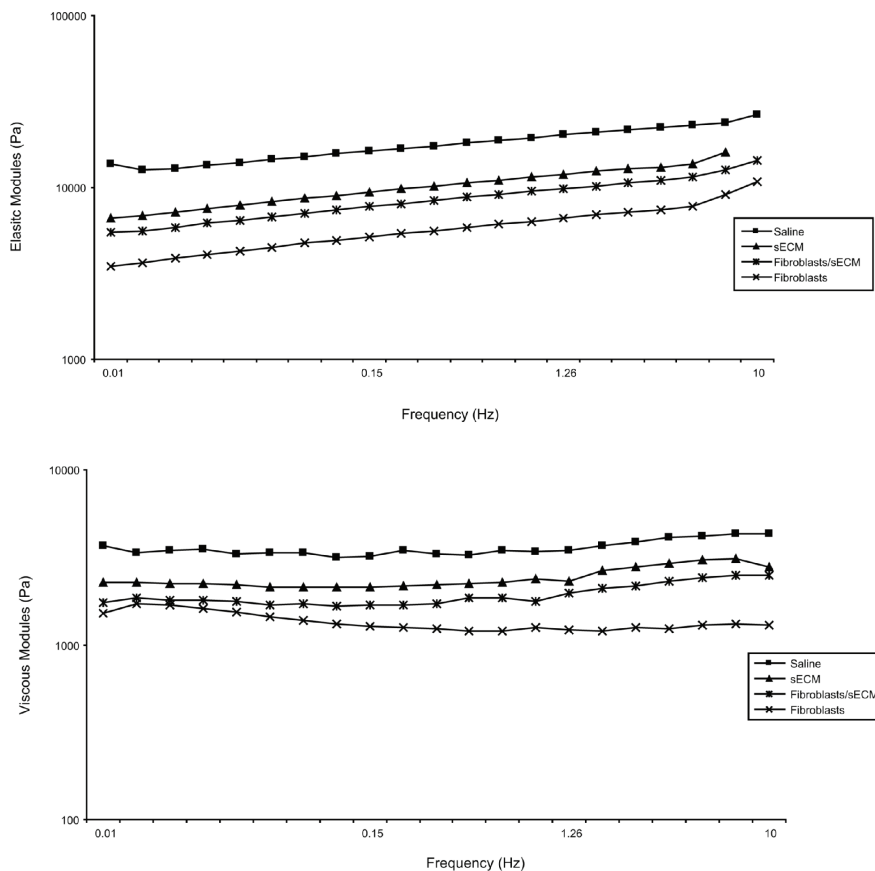 100000
10000
1000
Elasitc Modules (Pa)
0.01
0.15
1.26
10
Frequency (Hz)
Saline
sECM
Fibroblasts/sECM
Fibroblasts
10000
1000
100
Viscous Modules (Pa)
0.01
0.15
1.26
10
Frequency (Hz)
Saline
sECM
Fibroblasts/sECM
Fibroblasts